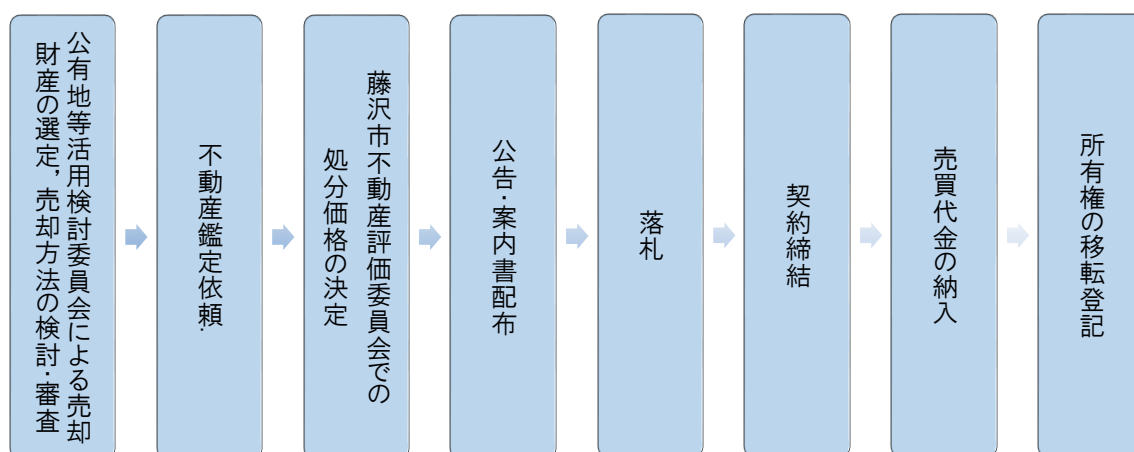 公有地等活用検討委員会による売却
財産の選定，売却方法の検討・審査
不動産鑑定依頼.
藤沢市不動産評価委員会での
処分価格の決定
公告・案内書配布
落札
契約締結
売買代金の納入
所有権の移転登記